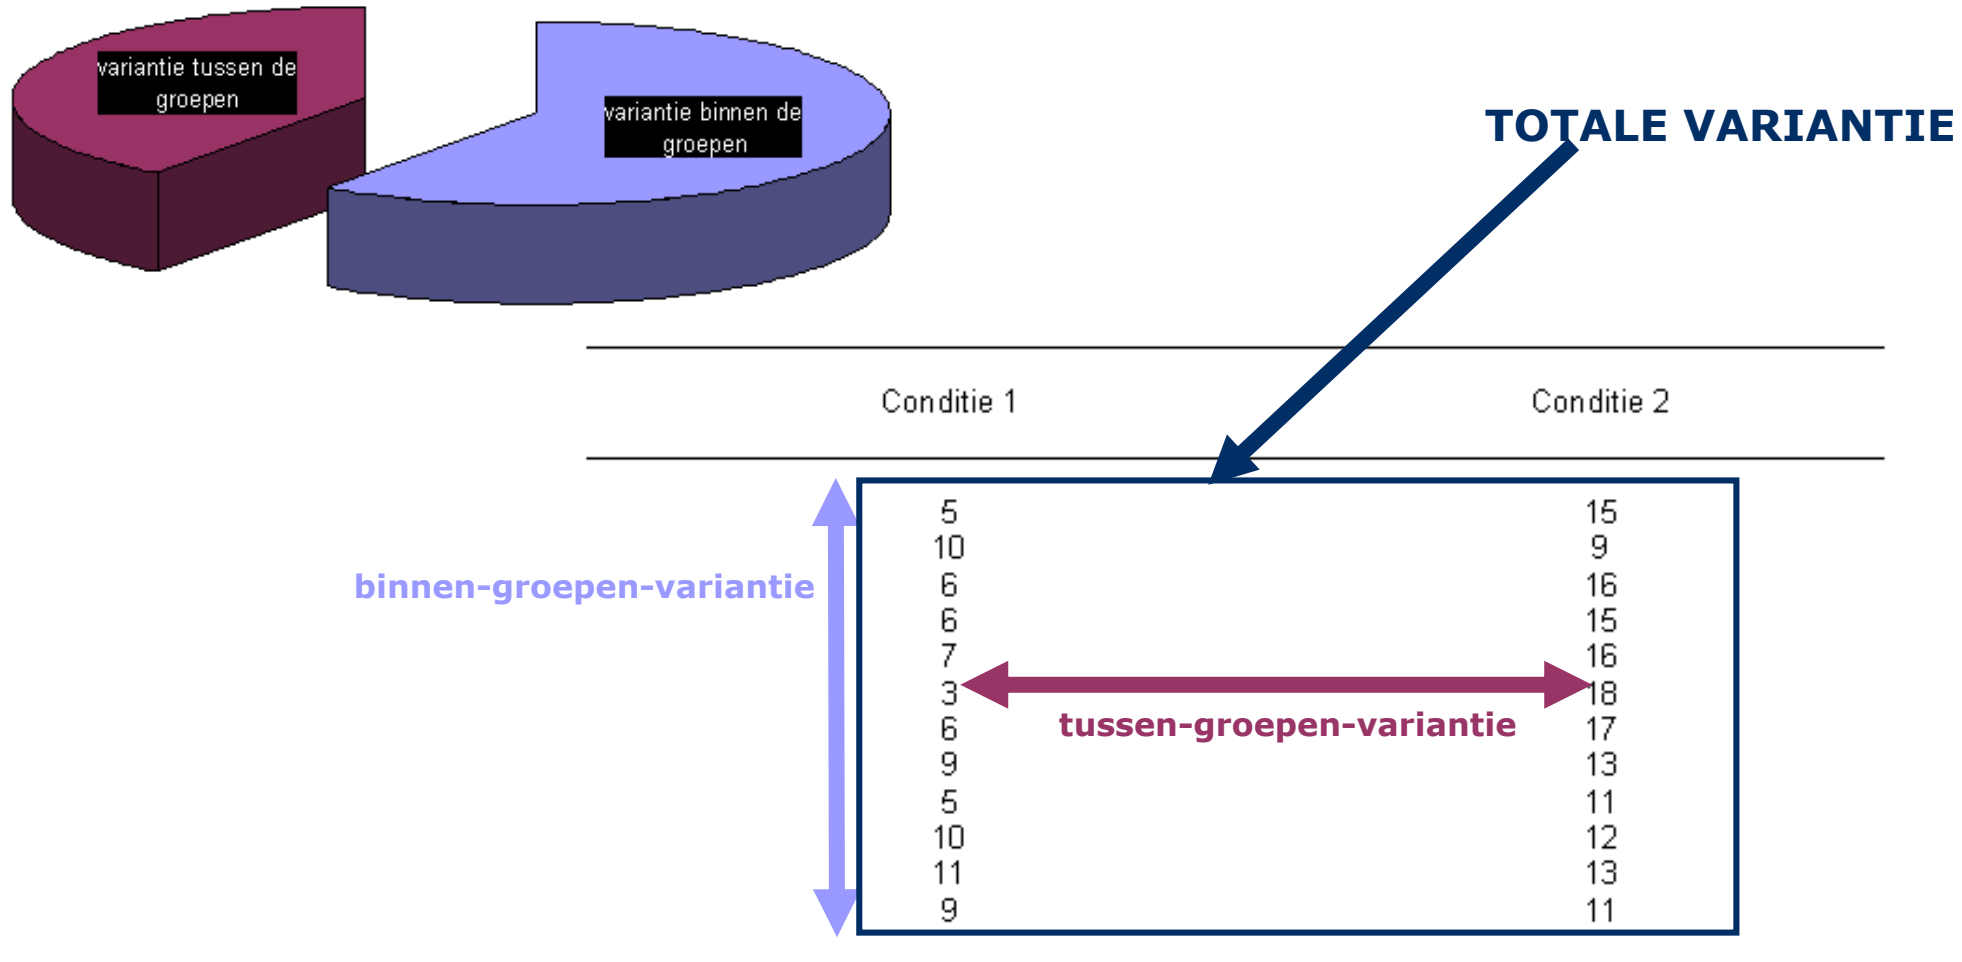 variantie tussen de
groepen
variantie binnen de
groepen
TOTALE VARIANTIE
Conditie 1 Conditie 2
5 15
10 9
binnen-groepen-variantie
6 16
6 15
7 16
3 18
tussen-groepen-variantie
6 17
9 13
5 11
10 12
11 13
9 11